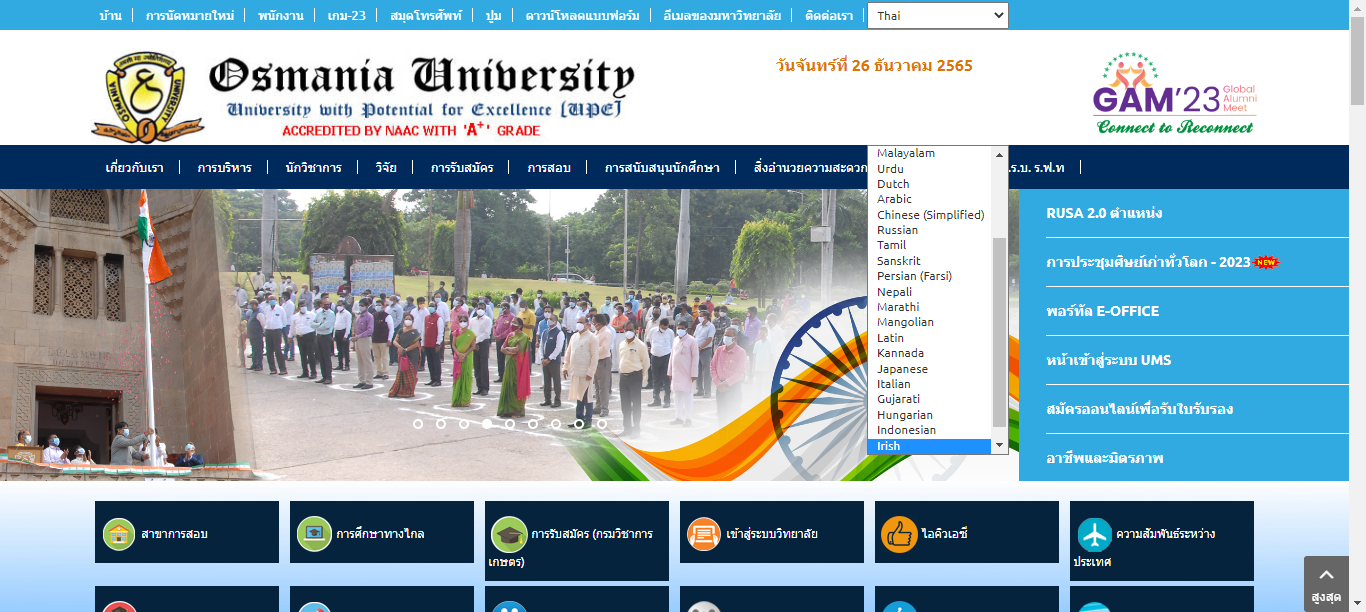 บ้าน
การนัดหมายใหม่
พนักงาน
เกม-23
สมุดโทรศัพท์
ปูม
ดาวน์โหลดแบบฟอร์ม
อีเมลของมหาวิทยาลัย
ติดต่อเรา
Thai
OSMANIA
Osmania University
University with Potential for Excellence [UPE]
ACCREDITED BY NAAC WITH 'A+' GRADE
วันจันทร์ที่ 26 ธันวาคม 2565
GAM'23 Global Alumni Meet
Connect to Reconnect
เกี่ยวกับเรา
การบริหาร
นักวิชาการ
วิจัย
การรับสมัคร
การสอบ
การสนับสนุนนักศึกษา
สิ่งอำนวยความสะดวก
.ร.บ. ร.ฟ.ท
Malayalam
Urdu
Dutch
Arabic
Chinese (Simplified)
Russian
Tamil
Sanskrit
Persian (Farsi)
Nepali
Marathi
Mangolian
Latin
Kannada
Japanese
Italian
Gujarati
Hungarian
Indonesian
Irish
RUSA 2.0 ตำแหน่ง
การประชุมศิษย์เก่าทั่วโลก - 2023 NEW
พอร์ทัล E-OFFICE
หน้าเข้าสู่ระบบ UMS
สมัครออนไลน์เพื่อรับใบรับรอง
อาชีพและมิตรภาพ
สาขาการสอบ
การศึกษาทางไกล
การรับสมัคร (กรมวิชาการ
เกษตร)
เข้าสู่ระบบวิทยาลัย
ไอคิวเอซี
ความสัมพันธ์ระหว่าง
ประเทศ
สูงสุด